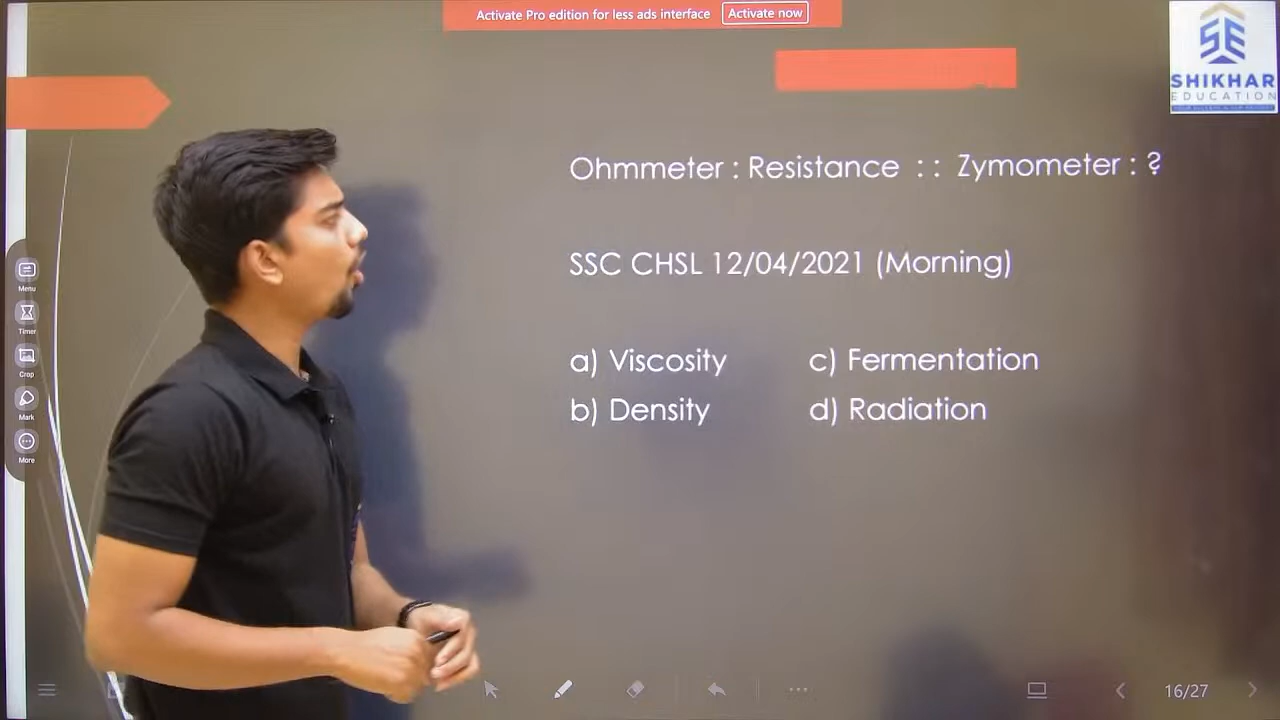 Activate Pro edition for less ads interface Activate now
SHIKHAR
EDUCATION
Ohmmeter : Resistance : : Zymometer : ?
SSC CHSL 12/04/2021 (Morning)
a) Viscosity c) Fermentation
b) Density d) Radiation
Menu
Timer
Crop
Mark
More
16/27